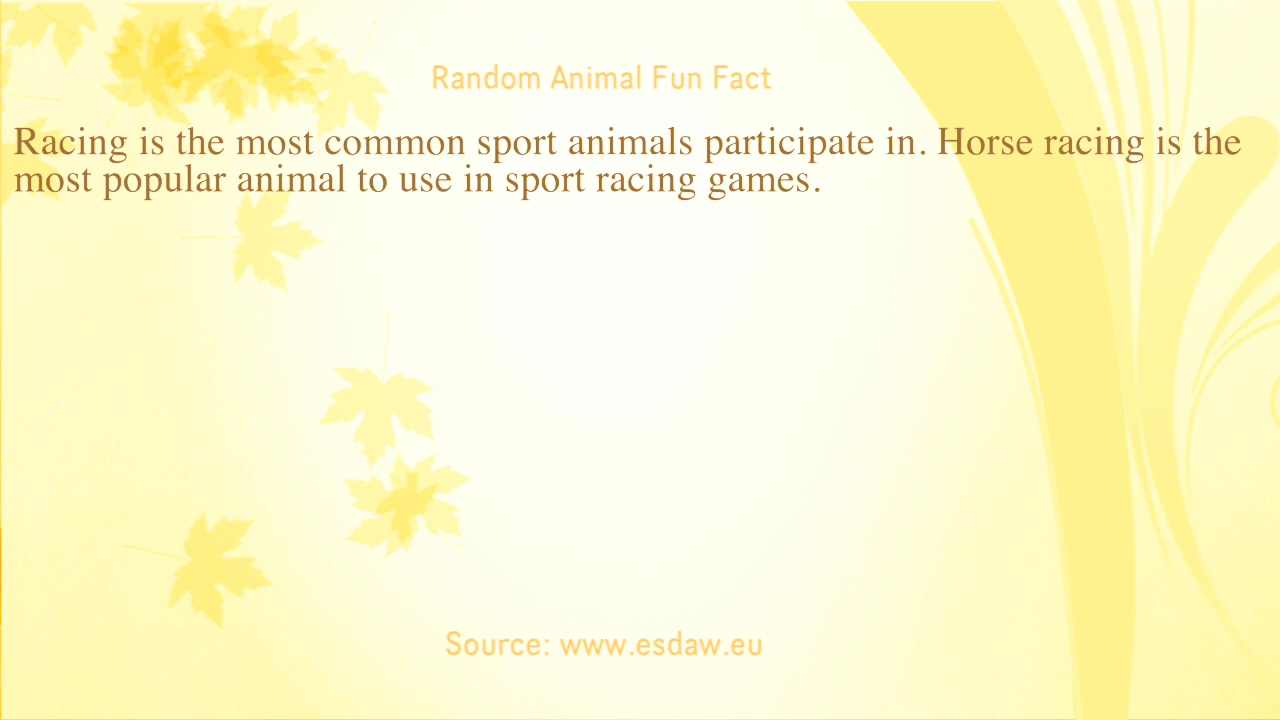 Random Animal Fun Fact
Racing is the most common sport animals participate in. Horse racing is the
most popular animal to use in sport racing games.
Source: www.esdaw.eu